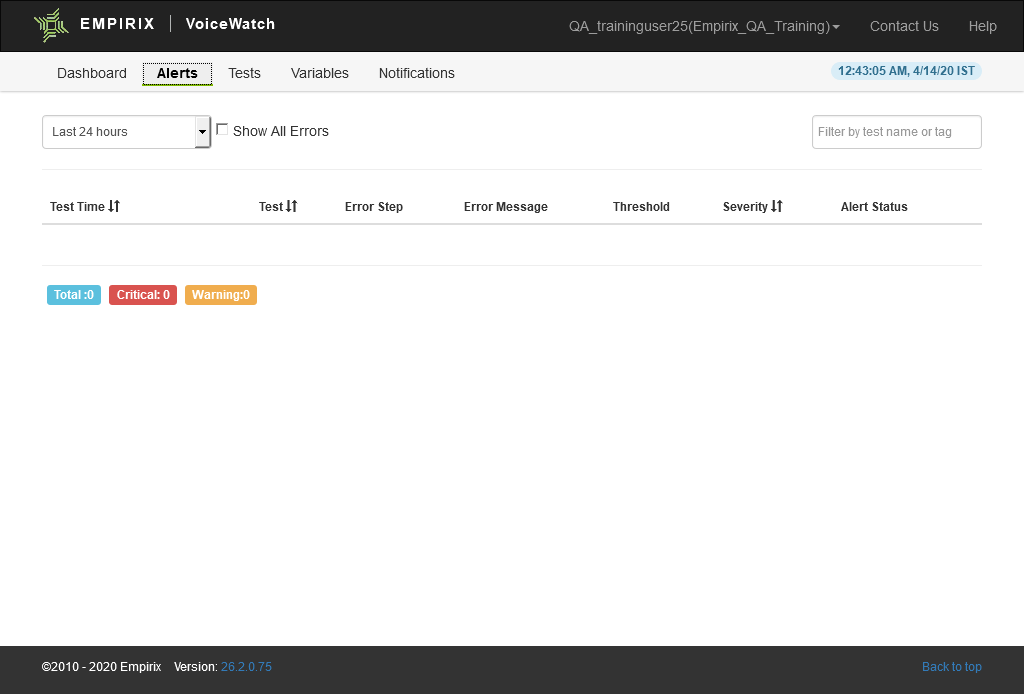 EMPIRIX | VoiceWatch QA_traininguser25(Empirix_QA_Training) Contact Us Help
Dashboard Alerts Tests Variables Notifications 12:43:05 AM, 4/14/20 IST
Last 24 hours Show All Errors Filter by test name or tag
Test Time Test Error Step Error Message Threshold Severity Alert Status
Total :0 Critical: 0 Warning:0
©2010 - 2020 Empirix Version: 26.2.0.75 Back to top